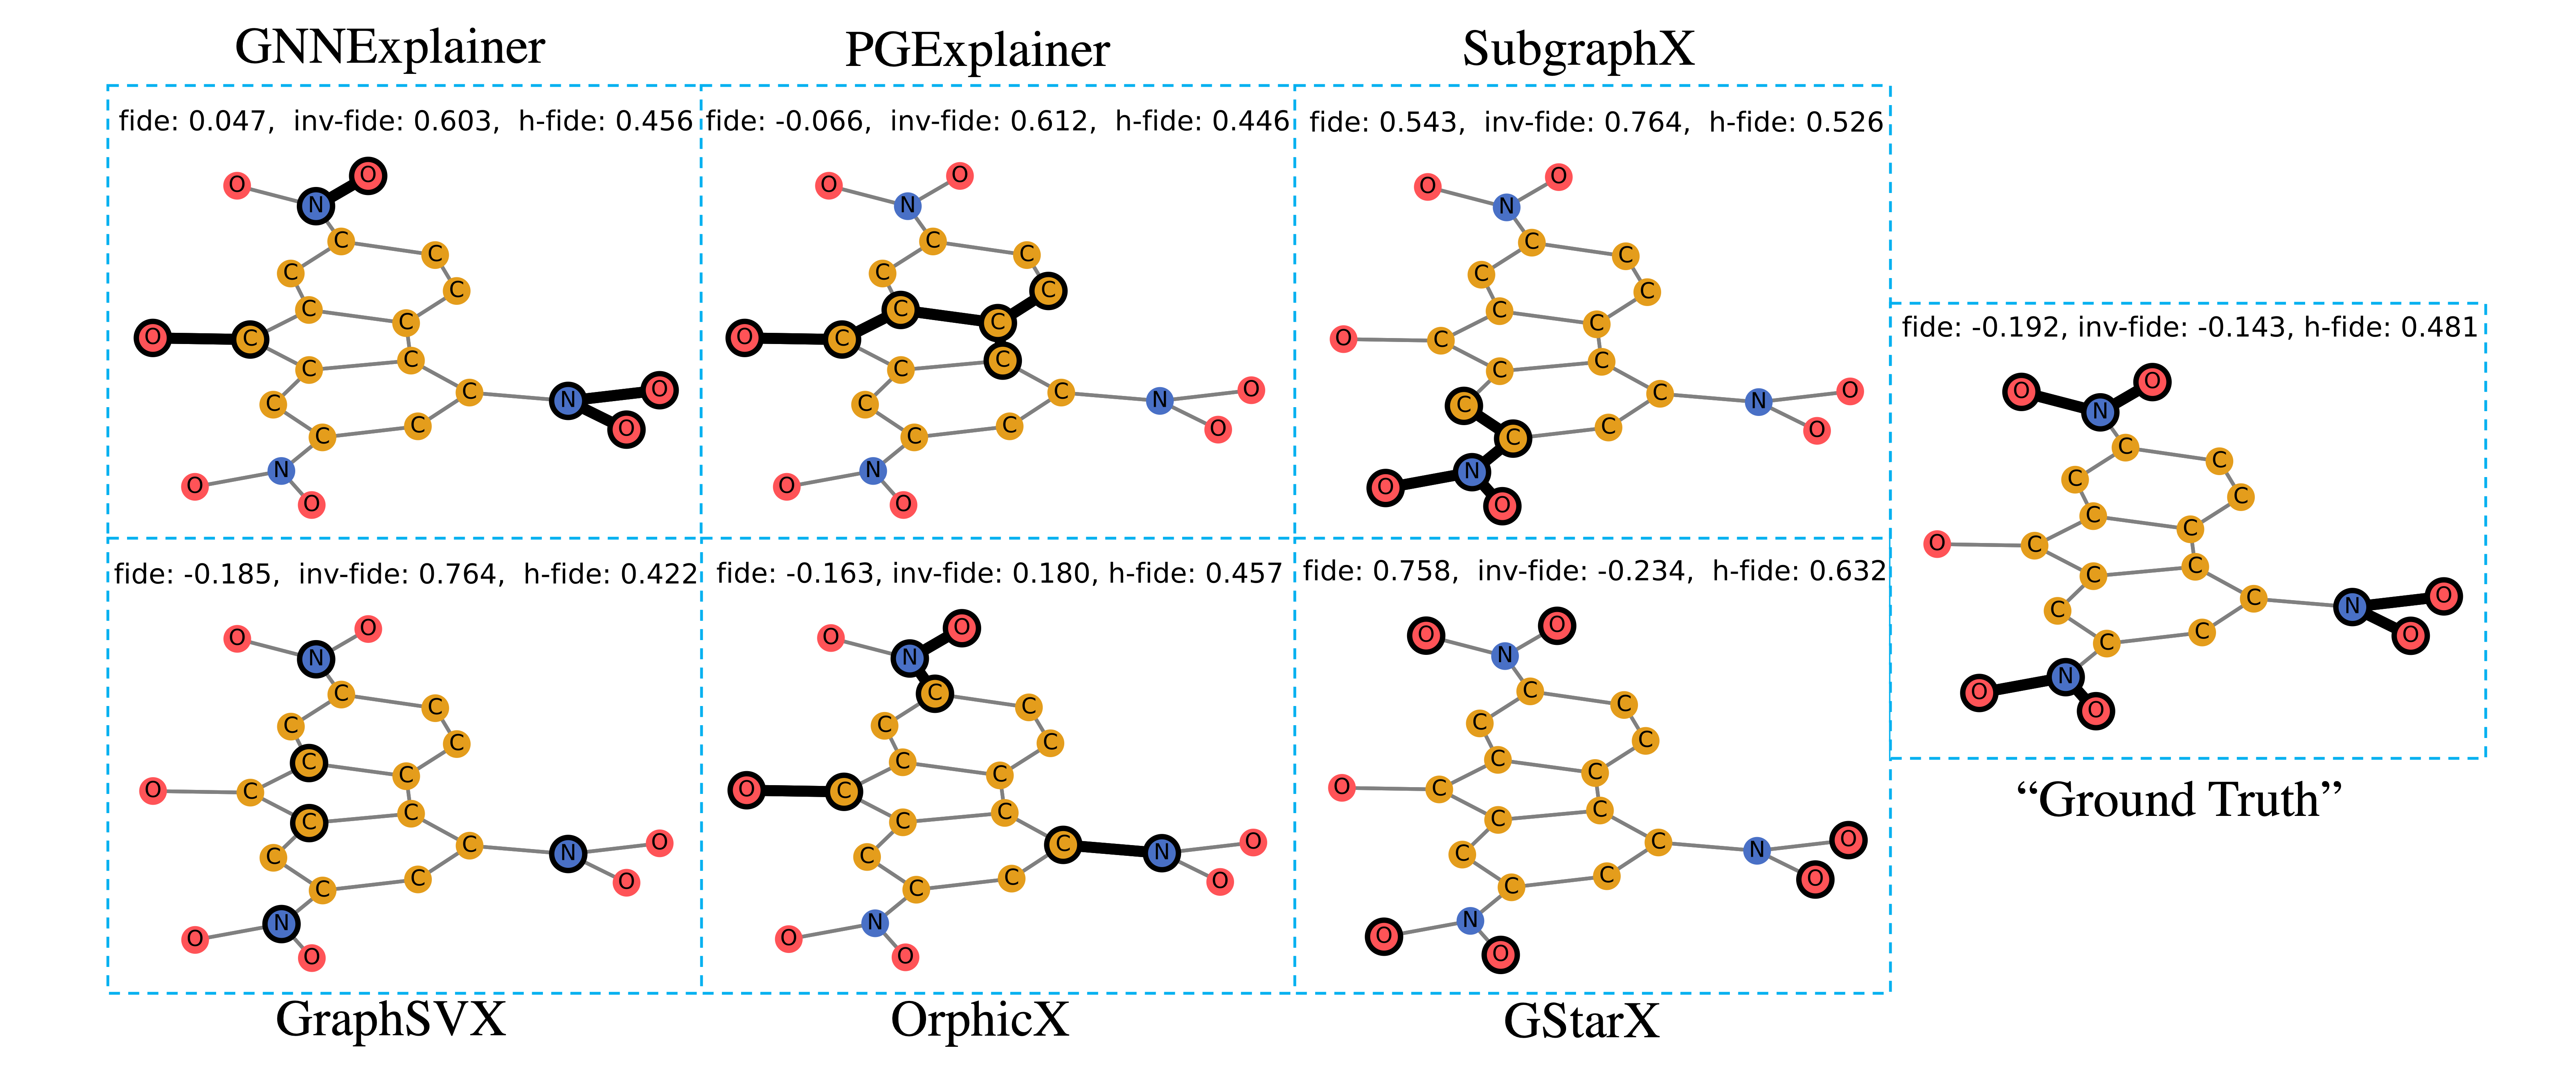 GNNExplainer
fide: 0.047, inv-fide: 0.603, h-fide: 0.456
O O
N
C C
C C
C C
O C
C C
C N O
C C O
C
N
O O
PGExplainer
fide: -0.066, inv-fide: 0.612, h-fide: 0.446
O O
N
C C
C C
C C
O C
C C
C N O
C C O
C
N
O O
SubgraphX
fide: 0.543, inv-fide: 0.764, h-fide: 0.526
O O
N
C C
C C
C C
O C
C C
C N O
C C O
C
N
O O
fide: -0.185, inv-fide: 0.764, h-fide: 0.422
O O
N
C C
C C
C C
O C
C C
C N O
C C O
C
N
O O
GraphSVX
fide: -0.163, inv-fide: 0.180, h-fide: 0.457
O O
N
C C
C C
C C
O C
C C
C N O
C C O
C
N
O O
OrphicX
fide: 0.758, inv-fide: -0.234, h-fide: 0.632
O O
N
C C
C C
C C
O C
C C
C N O
C C O
C
N
O O
GStarX
fide: -0.192, inv-fide: -0.143, h-fide: 0.481
O O
N
C C
C C
C C
O C
C C
C N O
C C O
C
N
O O
“Ground Truth”